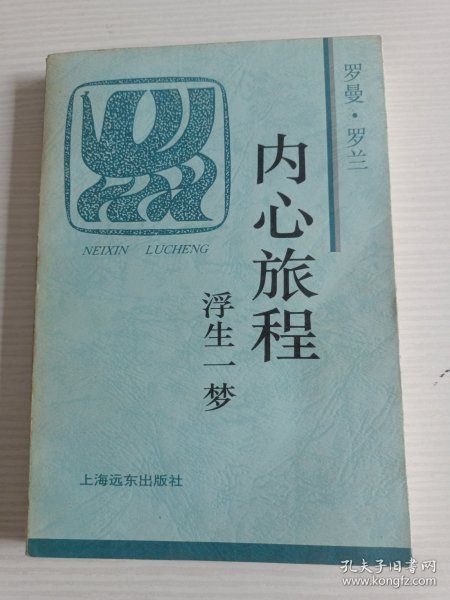 罗曼·罗兰
内心旅程
浮生一梦
NEIXIN LUCHENG
上海远东出版社
孔夫子旧书网
www.kongfz.com